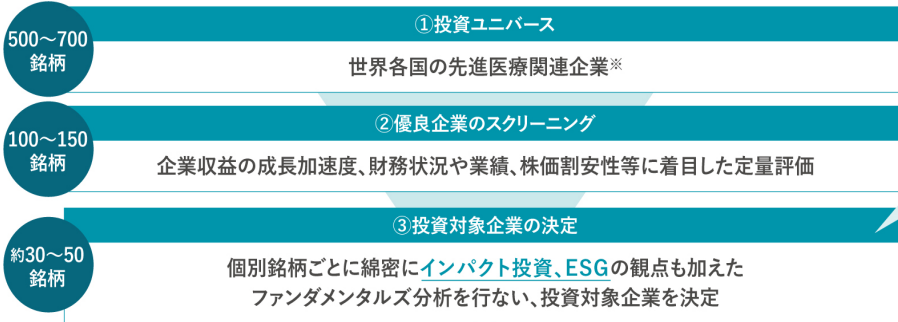 ①投資ユニバース
500～700
銘柄
世界各国の先進医療関連企業※
②優良企業のスクリーニング
100～150
銘柄
企業収益の成長加速度、財務状況や業績、株価割安性等に着目した定量評価
③投資対象企業の決定
約30～50
銘柄
個別銘柄ごとに綿密にインパクト投資、ESGの観点も加えた
ファンダメンタルズ分析を行ない、投資対象企業を決定